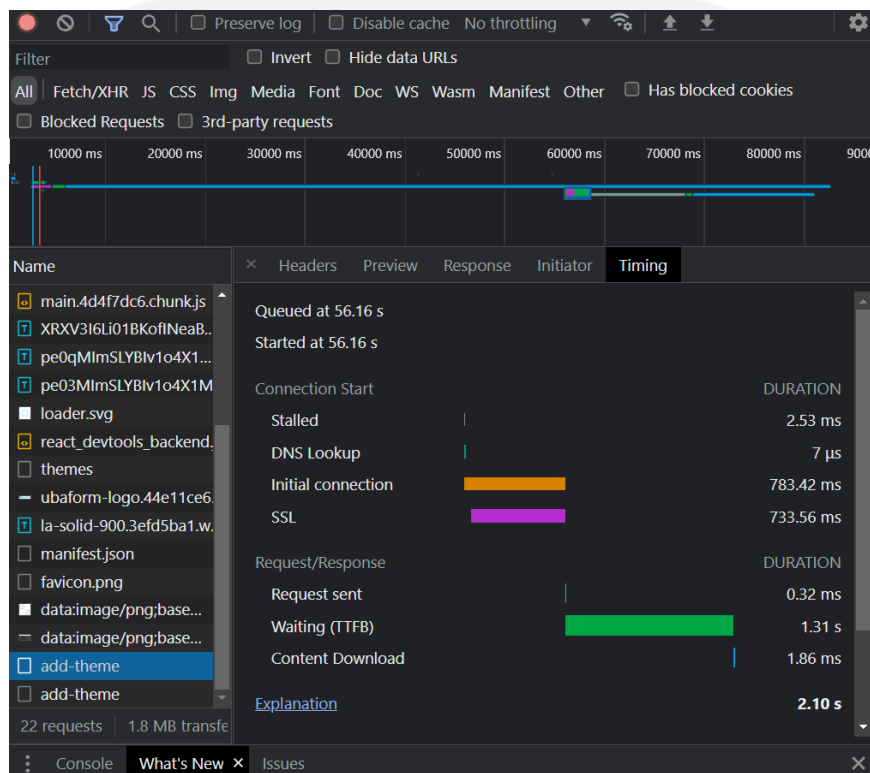 Preserve log Disable cache No throttling
Filter Invert Hide data URLs
All Fetch/XHR JS CSS Img Media Font Doc WS Wasm Manifest Other Has blocked cookies
Blocked Requests 3rd-party requests
10000 ms 20000 ms 30000 ms 40000 ms 50000 ms 60000 ms 70000 ms 80000 ms 9000
Name
main.4d4f7dc6.chunk.js
XRXV3I6Li01BKofINeaB..
pe0qMImSLYBIv1o4X1...
pe03MImSLYBIv1o4X1M
loader.svg
react_devtools_backend.
themes
ubaform-logo.44e11ce6.
la-solid-900.3efd5ba1.w.
manifest.json
favicon.png
data:image/png;base...
data:image/png;base...
add-theme
add-theme
22 requests 1.8 MB transfe
× Headers Preview Response Initiator Timing
Queued at 56.16 s
Started at 56.16 s
Connection Start DURATION
Stalled 2.53 ms
DNS Lookup 7 μs
Initial connection 783.42 ms
SSL 733.56 ms
Request/Response DURATION
Request sent 0.32 ms
Waiting (TTFB) 1.31 s
Content Download 1.86 ms
Explanation 2.10 s
Console What's New × Issues